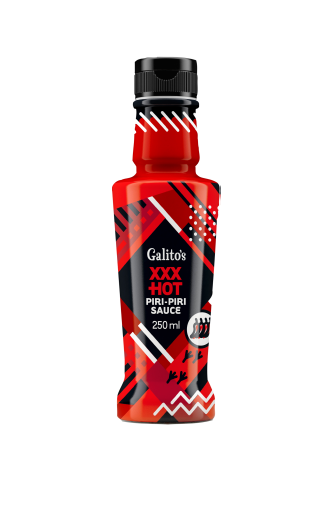 Galito's
XXX
HOT
PIRI-PIRI
SAUCE
250 ml